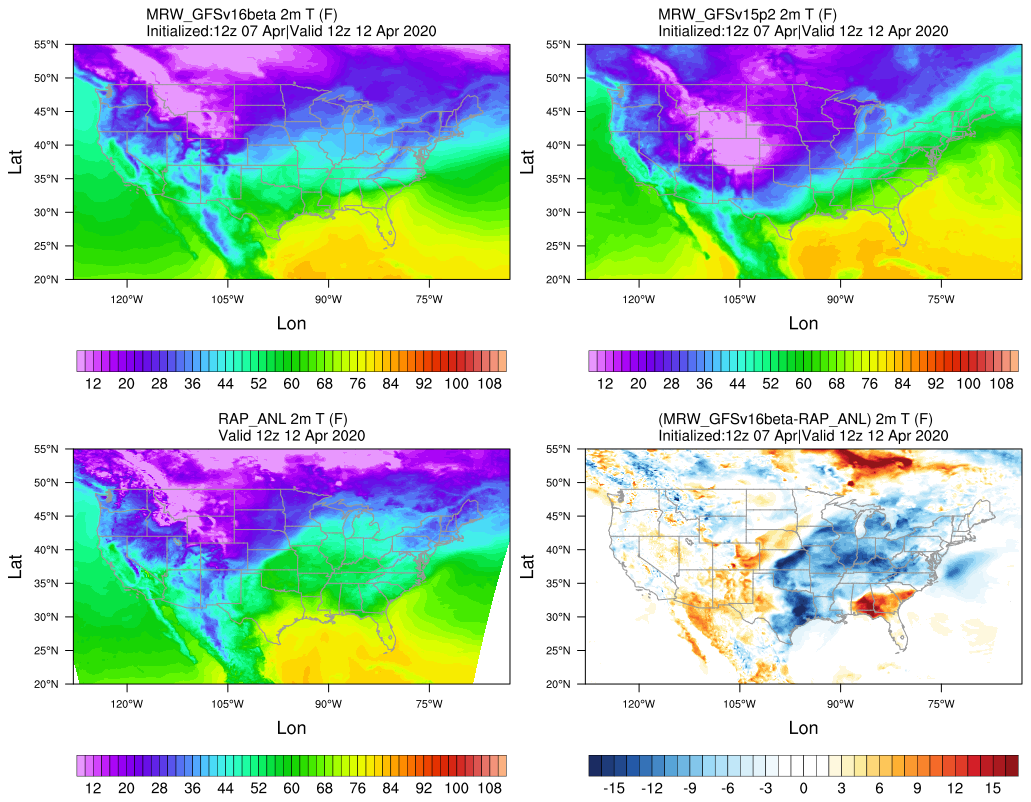 MRW_GFSv16beta 2m T (F)
Initialized:12z 07 Apr|Valid 12z 12 Apr 2020
55°N
50°N
45°N
40°N
35°N
30°N
25°N
20°N
Lat
120°W 105°W 90°W 75°W
Lon
12 20 28 36 44 52 60 68 76 84 92 100 108
MRW_GFSv15p2 2m T (F)
Initialized:12z 07 Apr|Valid 12z 12 Apr 2020
55°N
50°N
45°N
40°N
35°N
30°N
25°N
20°N
Lat
120°W 105°W 90°W 75°W
Lon
12 20 28 36 44 52 60 68 76 84 92 100 108
RAP_ANL 2m T (F)
Valid 12z 12 Apr 2020
55°N
50°N
45°N
40°N
35°N
30°N
25°N
20°N
Lat
120°W 105°W 90°W 75°W
Lon
12 20 28 36 44 52 60 68 76 84 92 100 108
(MRW_GFSv16beta-RAP_ANL) 2m T (F)
Initialized:12z 07 Apr|Valid 12z 12 Apr 2020
55°N
50°N
45°N
40°N
35°N
30°N
25°N
20°N
Lat
120°W 105°W 90°W 75°W
Lon
-15 -12 -9 -6 -3 0 3 6 9 12 15